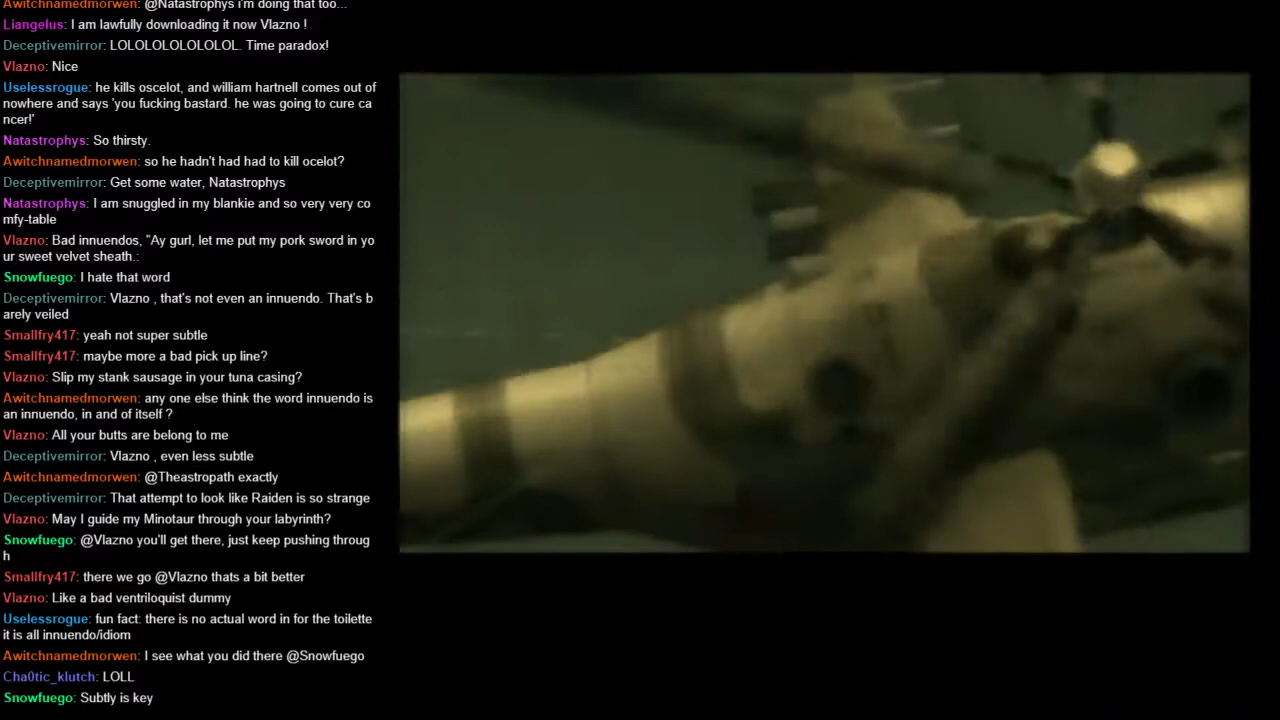 Awitchnamedmorwen: @Natastrophys i'm doing that too...
Liangelus: I am lawfully downloading it now Vlazno !
Deceptivemirror: LOLOLOLOLOLOLOL. Time paradox!
Vlazno: Nice
Uselessrogue: he kills oscelot, and william hartnell comes out of
nowhere and says 'you fucking bastard. he was going to cure ca
ncer!'
Natastrophys: So thirsty.
Awitchnamedmorwen: so he hadn't had had to kill ocelot?
Deceptivemirror: Get some water, Natastrophys
Natastrophys: I am snuggled in my blankie and so very very co
mfy-table
Vlazno: Bad innuendos, "Ay gurl, let me put my pork sword in yo
ur sweet velvet sheath.:
Snowfuego: I hate that word
Deceptivemirror: Vlazno , that's not even an innuendo. That's b
arely veiled
Smallfry417: yeah not super subtle
Smallfry417: maybe more a bad pick up line?
Vlazno: Slip my stank sausage in your tuna casing?
Awitchnamedmorwen: any one else think the word innuendo is
an innuendo, in and of itself ?
Vlazno: All your butts are belong to me
Deceptivemirror: Vlazno , even less subtle
Awitchnamedmorwen: @Theastropath exactly
Deceptivemirror: That attempt to look like Raiden is so strange
Vlazno: May I guide my Minotaur through your labyrinth?
Snowfuego: @Vlazno you'll get there, just keep pushing throug
h
Smallfry417: there we go @Vlazno thats a bit better
Vlazno: Like a bad ventriloquist dummy
Uselessrogue: fun fact: there is no actual word in for the toilette
it is all innuendo/idiom
Awitchnamedmorwen: I see what you did there @Snowfuego
Cha0tic_klutch: LOLL
Snowfuego: Subtly is key